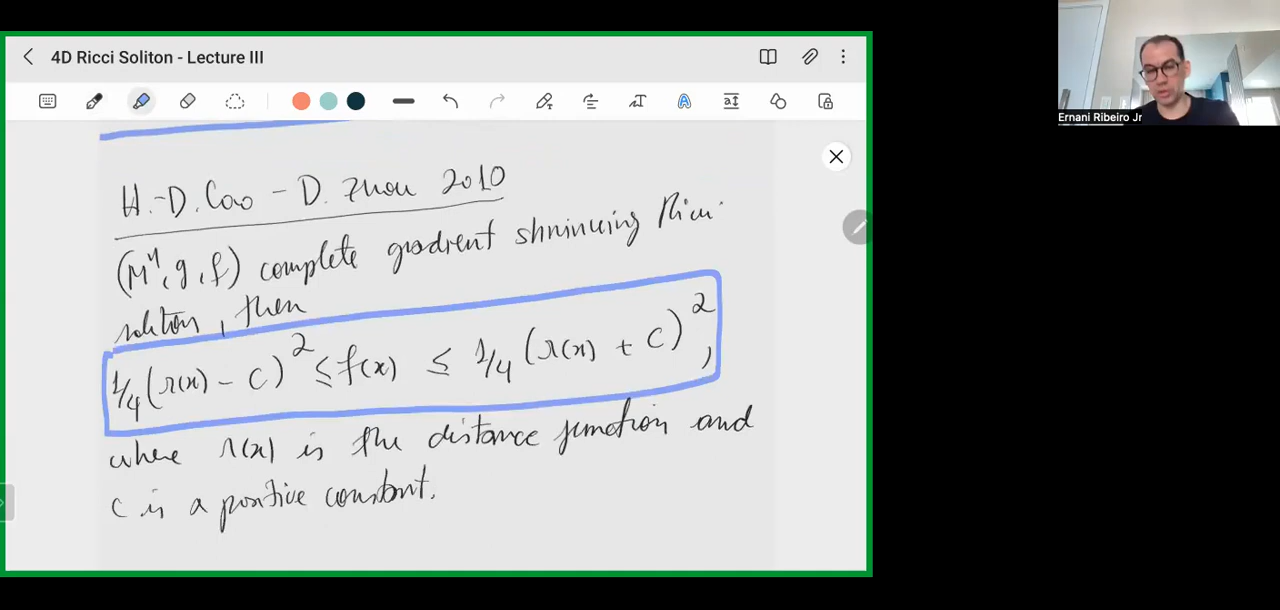 4D Ricci Soliton - Lecture III
H.-D. Cao - D. Zhou 2010
(M⁴, g, f) complete gradient shrinking Ricci
soliton, then
1/4 (r(x) - c)² ≤ f(x) ≤ 1/4 (r(x) + c)²,
where r(x) is the distance function and
c is a positive constant.
Ernani Ribeiro Jr